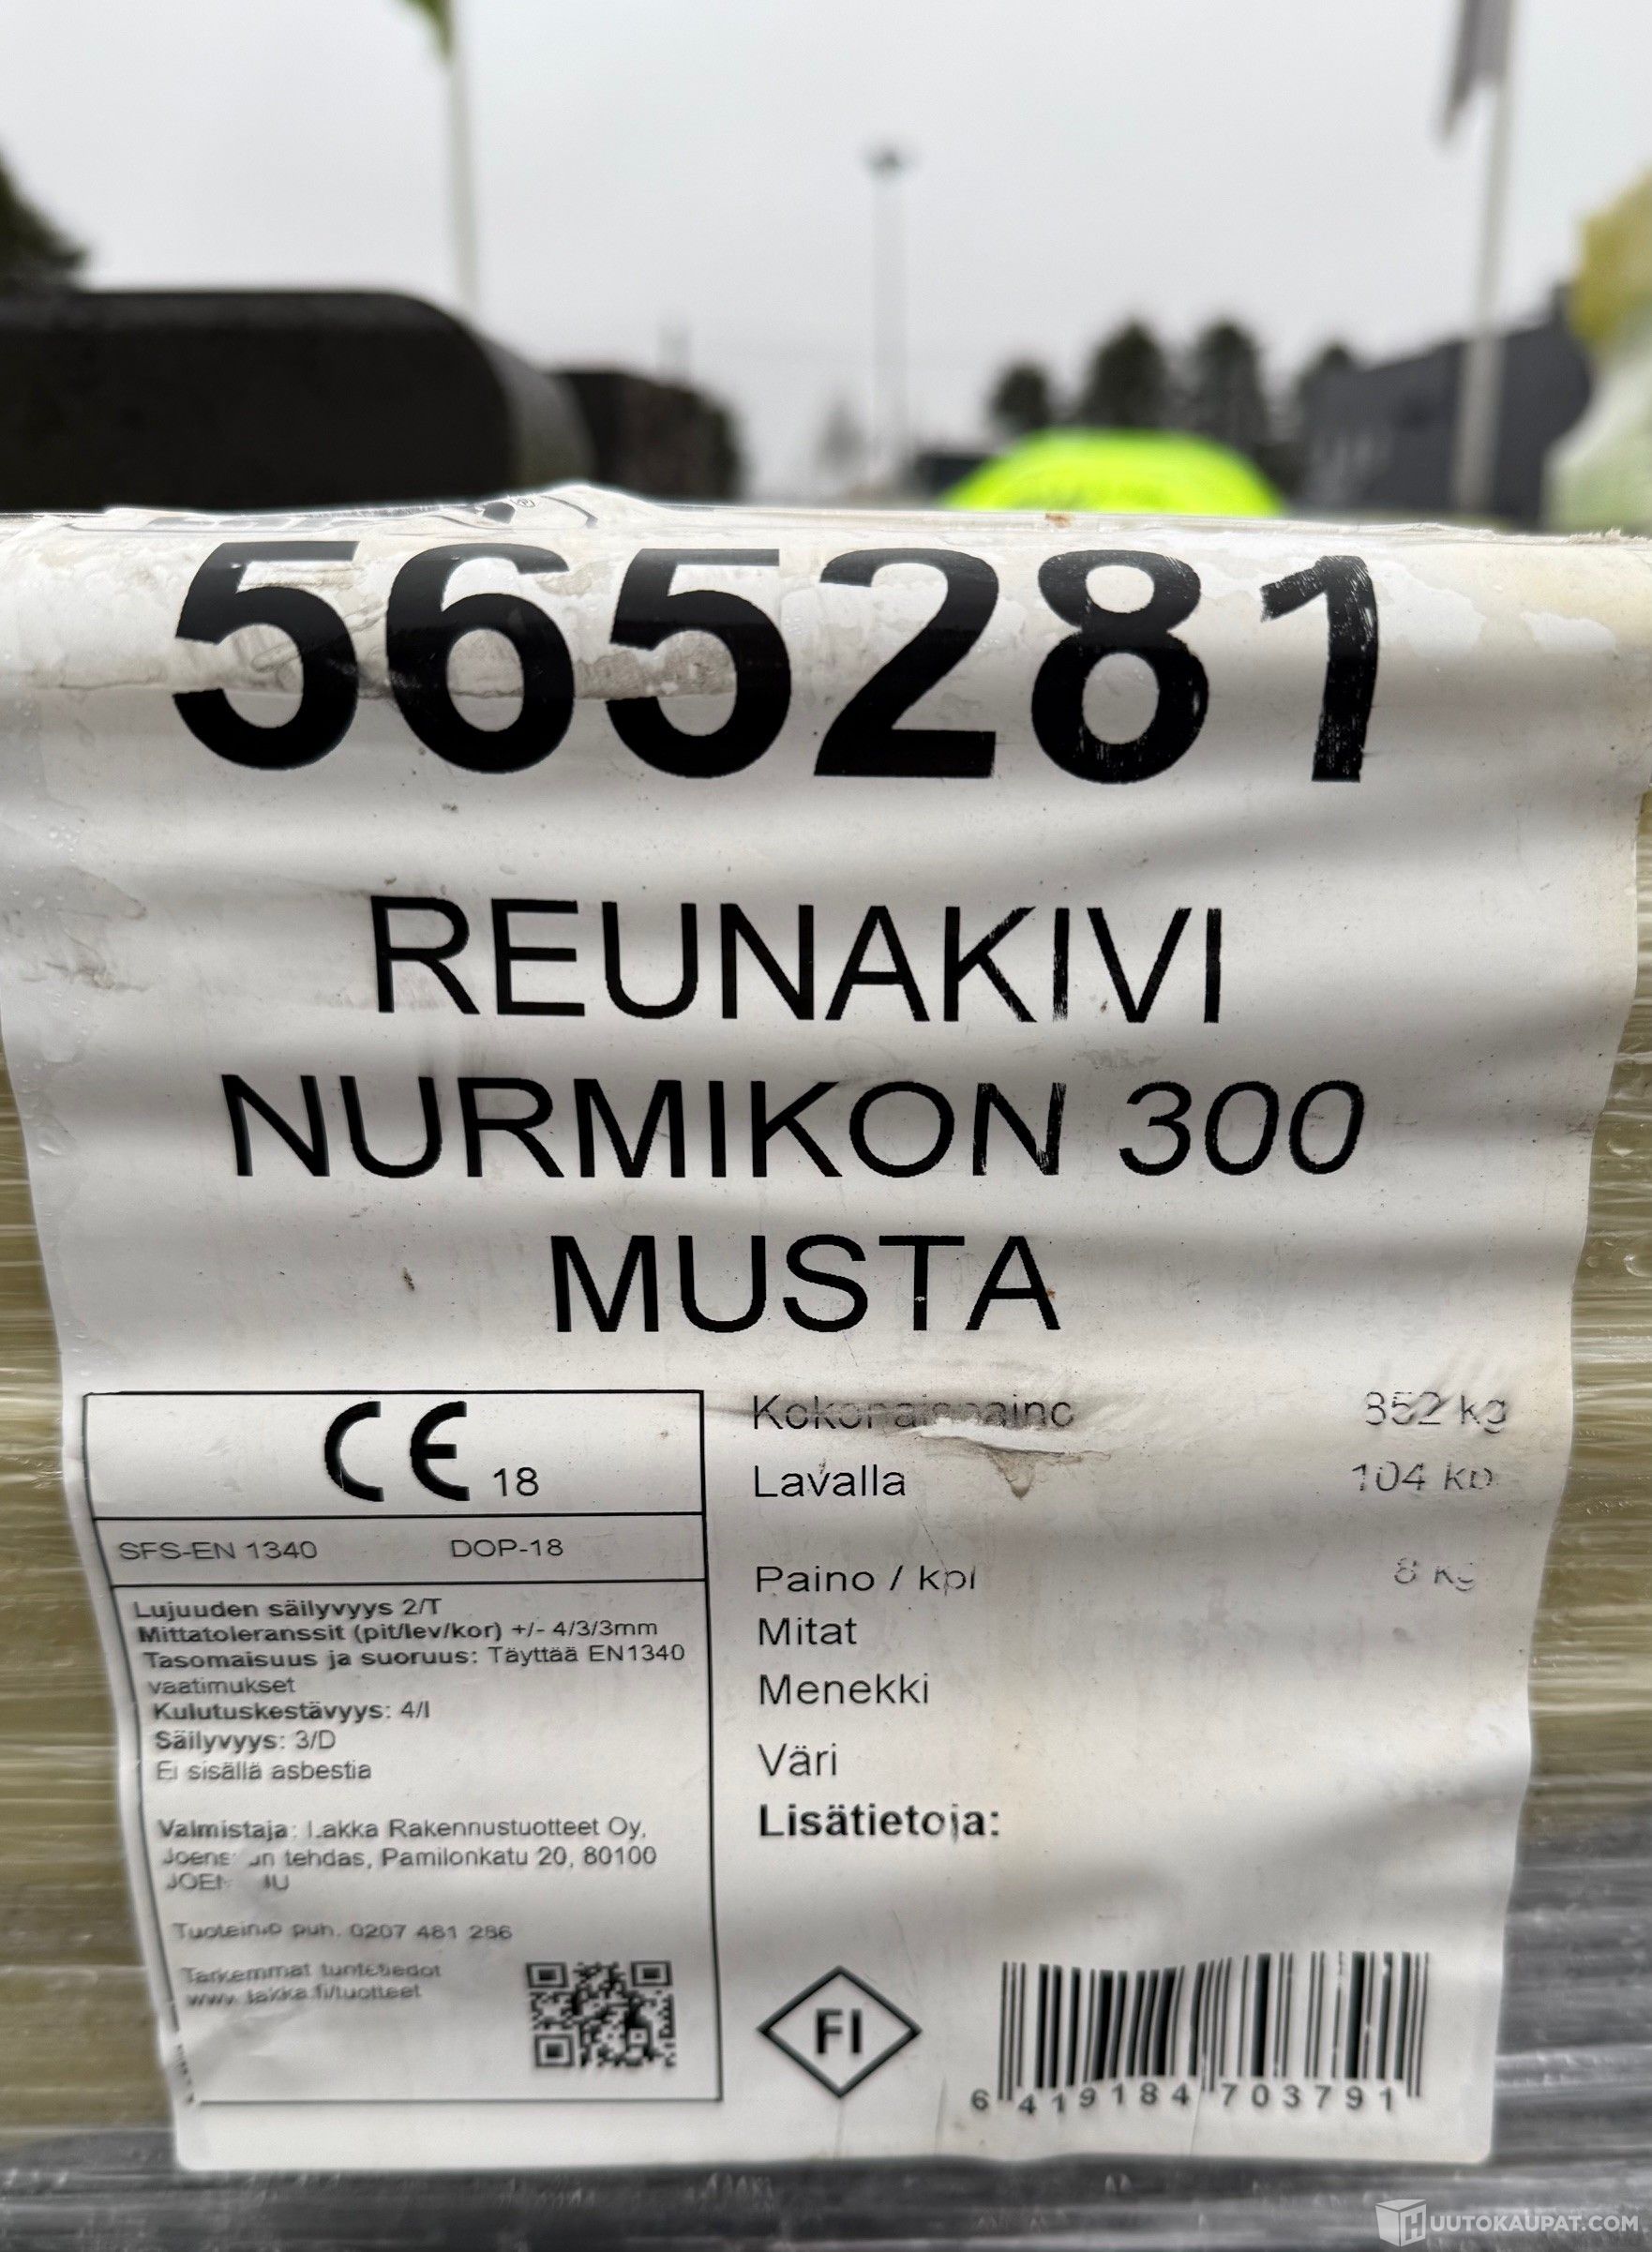 565281
REUNAKIVI
NURMIKON 300
MUSTA
CE 18
SFS-EN 1340 DOP-18
Lujuuden säilyvyys 2/T
Mittatoleranssit (pit/lev/kor) +/- 4/3/3mm
Tasomaisuus ja suoruus: Täyttää EN1340
vaatimukset
Kulutuskestävyys: 4/I
Säilyvyys: 3/D
Ei sisällä asbestia
Valmistaja: Lakka Rakennustuotteet Oy,
tehdas, Pamilonkatu 20, 80100
puh. 0207 481 286
Tarkemmat
www.lakka.fi/tuotteet
Kokonaispaino 852 kg
Lavalla 104 kpl
Paino / kpl 8 kg
Mitat
Menekki
Väri
Lisätietoja:
FI
6 419184 703791
HUUTOKAUPAT.COM